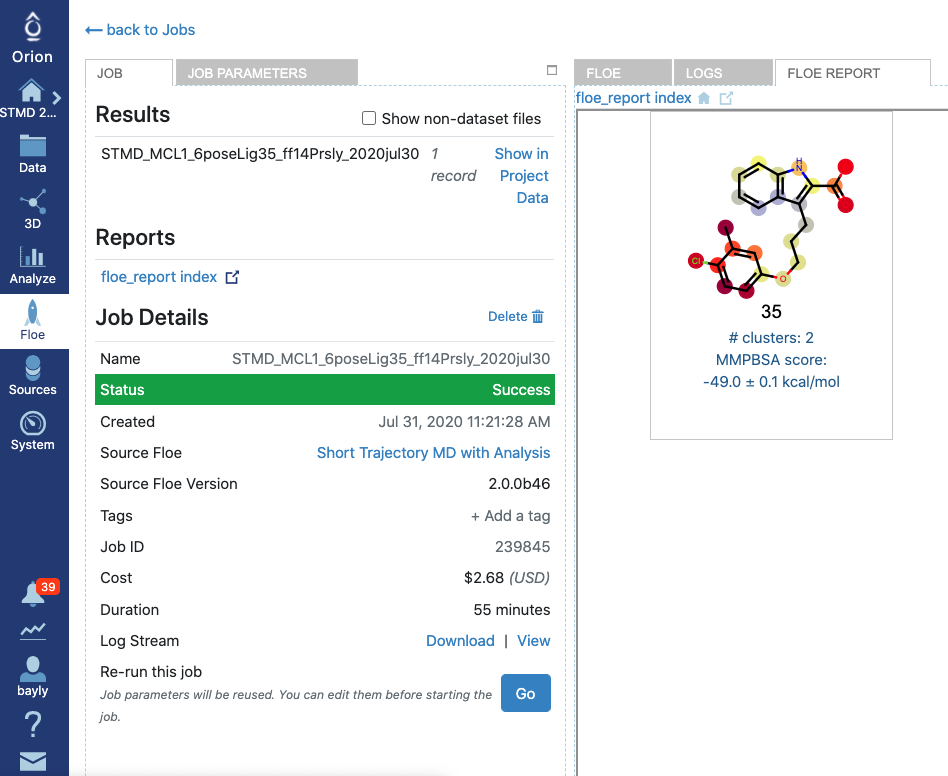 Orion
STMD 2...
Data
3D
Analyze
Floe
Sources
System
39
bayly
?
back to Jobs
JOB
JOB PARAMETERS
Results
Show non-dataset files
STMD_MCL1_6poseLig35_ff14Prsly_2020jul30 1 record Show in Project Data
Reports
floe_report index
Job Details
Delete
Name STMD_MCL1_6poseLig35_ff14Prsly_2020jul30
Status Success
Created Jul 31, 2020 11:21:28 AM
Source Floe Short Trajectory MD with Analysis
Source Floe Version 2.0.0b46
Tags + Add a tag
Job ID 239845
Cost $2.68 (USD)
Duration 55 minutes
Log Stream Download | View
Re-run this job
Job parameters will be reused. You can edit them before starting the
job.
Go
FLOE
LOGS
FLOE REPORT
floe_report index
H
N
Cl
O
35
# clusters: 2
MMPBSA score:
-49.0 ± 0.1 kcal/mol